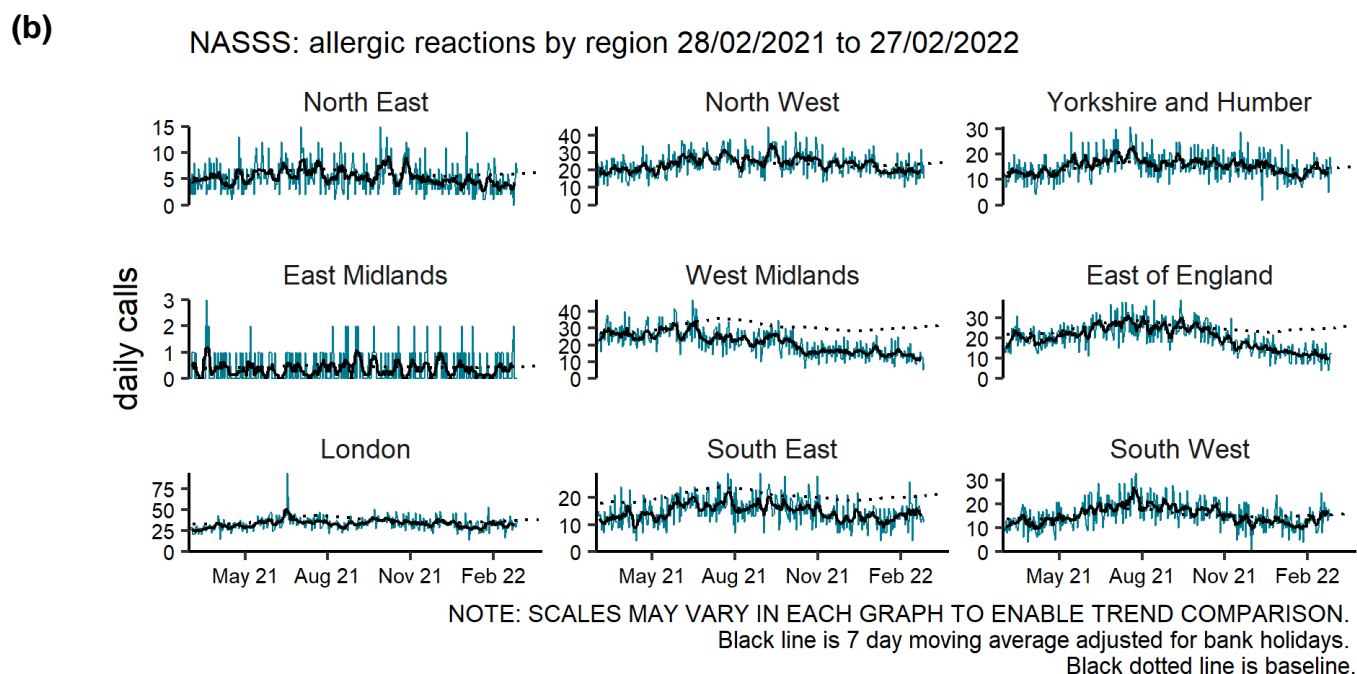 (b)
NASSS: allergic reactions by region 28/02/2021 to 27/02/2022
daily calls
North East
15
10
5
0
North West
40
30
20
10
0
Yorkshire and Humber
30
20
10
0
East Midlands
3
2
1
0
West Midlands
40
30
20
10
0
East of England
30
20
10
0
London
75
50
25
0
South East
20
10
0
South West
30
20
10
0
May 21 Aug 21 Nov 21 Feb 22
May 21 Aug 21 Nov 21 Feb 22
May 21 Aug 21 Nov 21 Feb 22
NOTE: SCALES MAY VARY IN EACH GRAPH TO ENABLE TREND COMPARISON.
Black line is 7 day moving average adjusted for bank holidays.
Black dotted line is baseline.